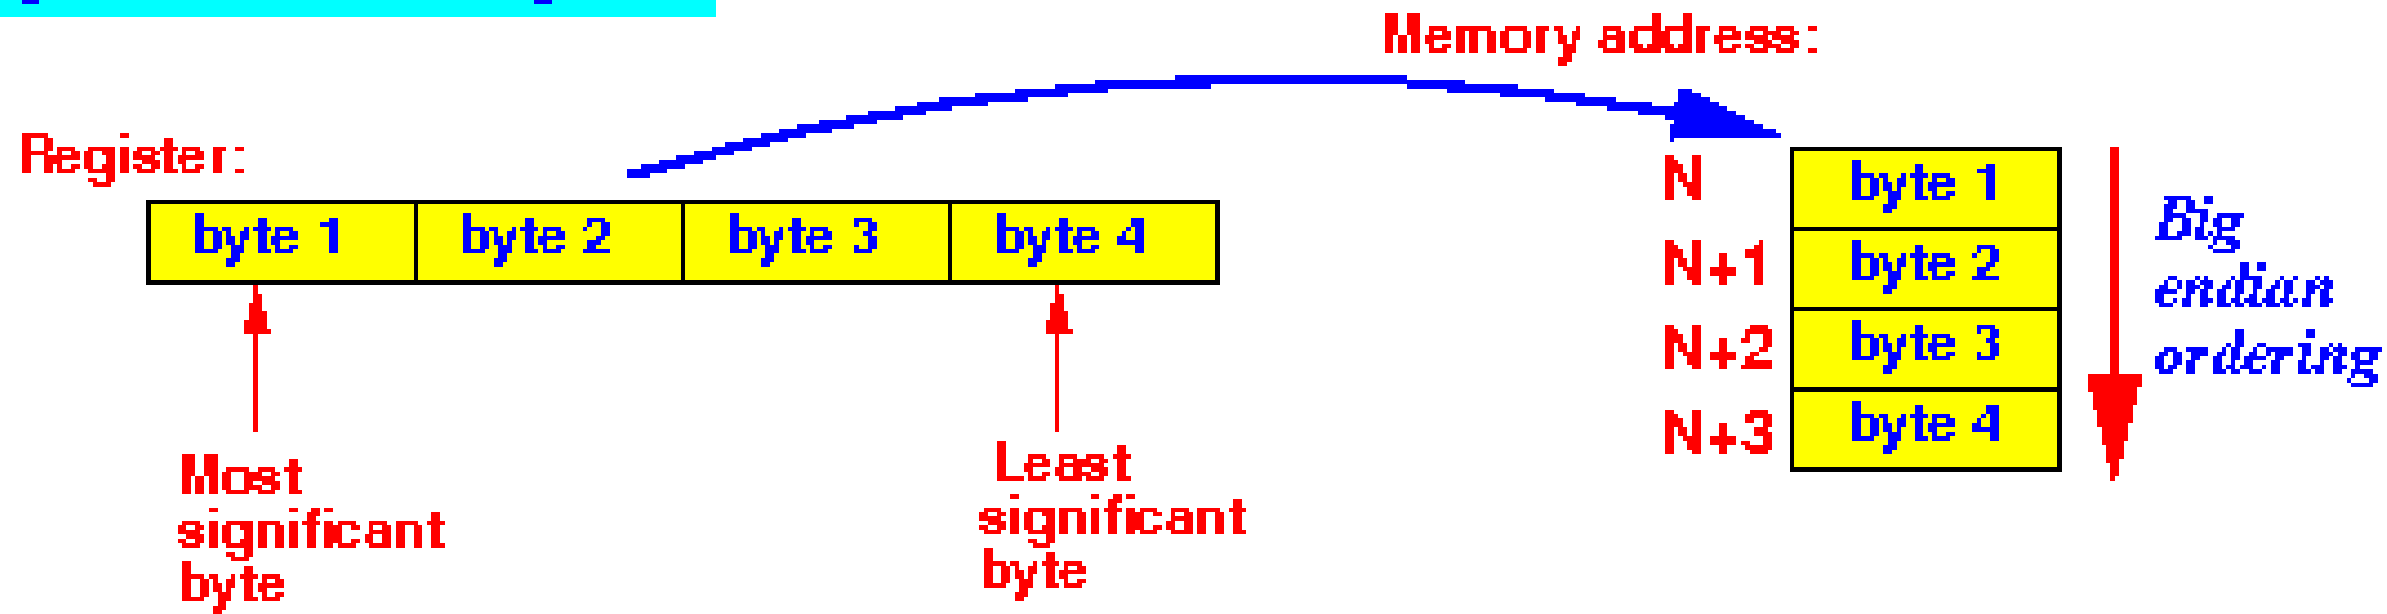 Memory address:
Register:
byte 1 byte 2 byte 3 byte 4
Most
significant
byte
Least
significant
byte
N byte 1
N+1 byte 2
N+2 byte 3
N+3 byte 4
Big
endian
ordering